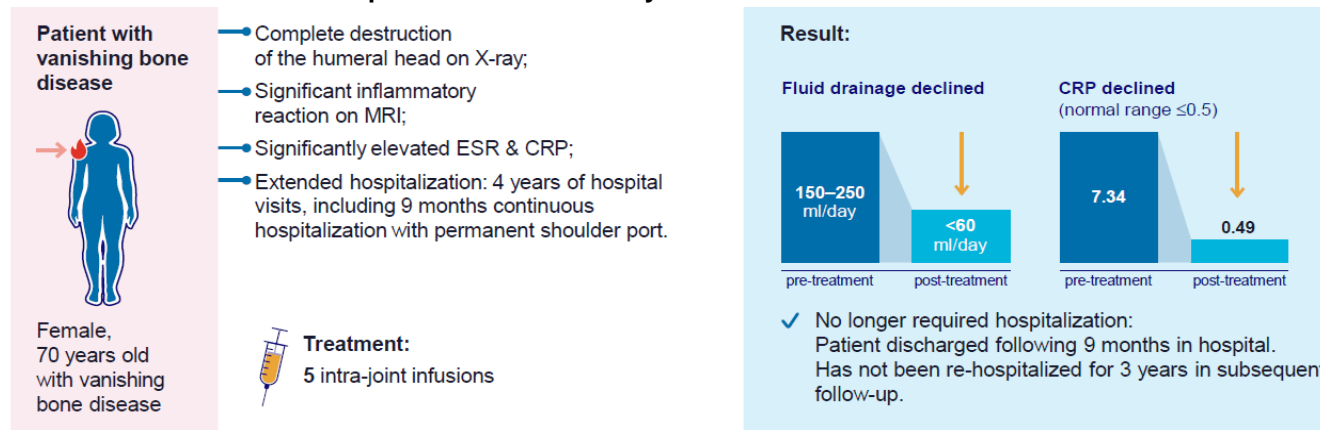 Patient with
vanishing bone
disease
Female,
70 years old
with vanishing
bone disease
Complete destruction
of the humeral head on X-ray;
Significant inflammatory
reaction on MRI;
Significantly elevated ESR & CRP;
Extended hospitalization: 4 years of hospital
visits, including 9 months continuous
hospitalization with permanent shoulder port.
Treatment:
5 intra-joint infusions
Result:
Fluid drainage declined
150–250
ml/day
<60
ml/day
pre-treatment
post-treatment
CRP declined
(normal range ≤0.5)
7.34
0.49
pre-treatment
post-treatment
No longer required hospitalization:
Patient discharged following 9 months in hospital.
Has not been re-hospitalized for 3 years in subsequent
follow-up.